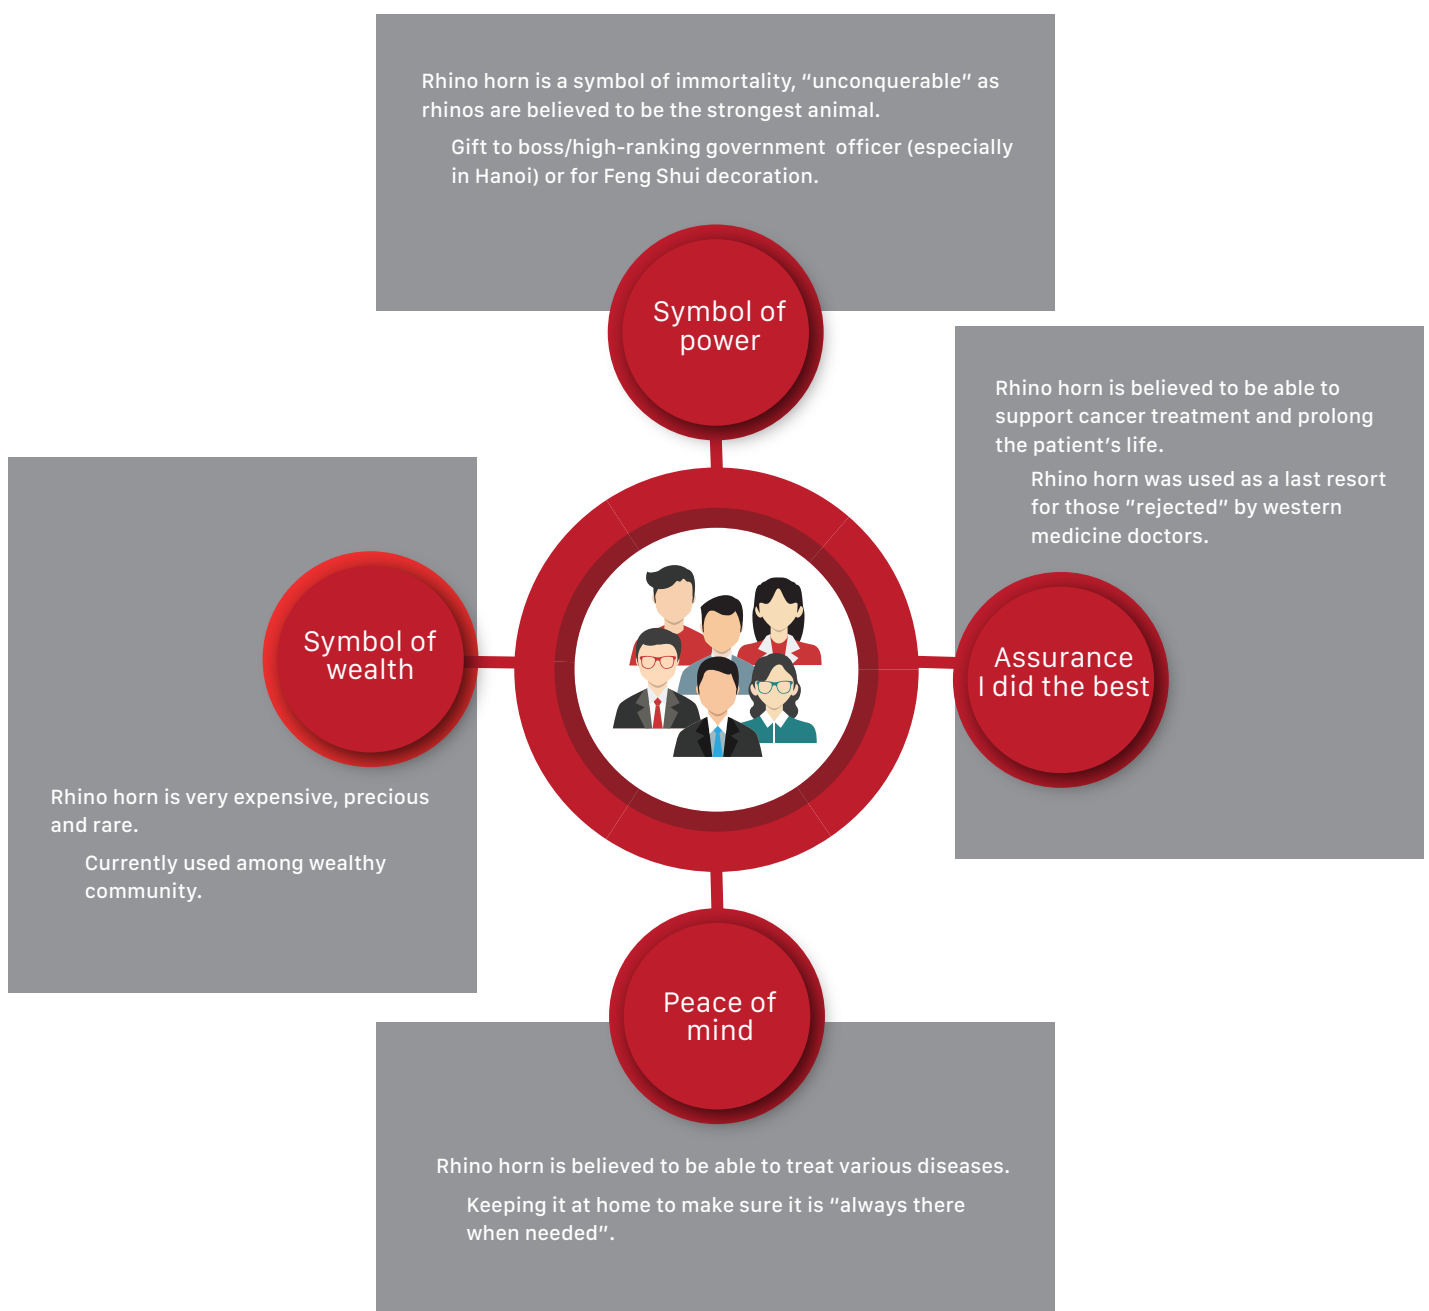 Rhino horn is a symbol of immortality, “unconquerable” as
rhinos are believed to be the strongest animal.
Gift to boss/high-ranking government officer (especially
in Hanoi) or for Feng Shui decoration.
Symbol of
power
Rhino horn is believed to be able to
support cancer treatment and prolong
the patient’s life.
Rhino horn was used as a last resort
for those “rejected” by western
medicine doctors.
Assurance
I did the best
Symbol of
wealth
Rhino horn is very expensive, precious
and rare.
Currently used among wealthy
community.
Peace of
mind
Rhino horn is believed to be able to treat various diseases.
Keeping it at home to make sure it is “always there
when needed”.